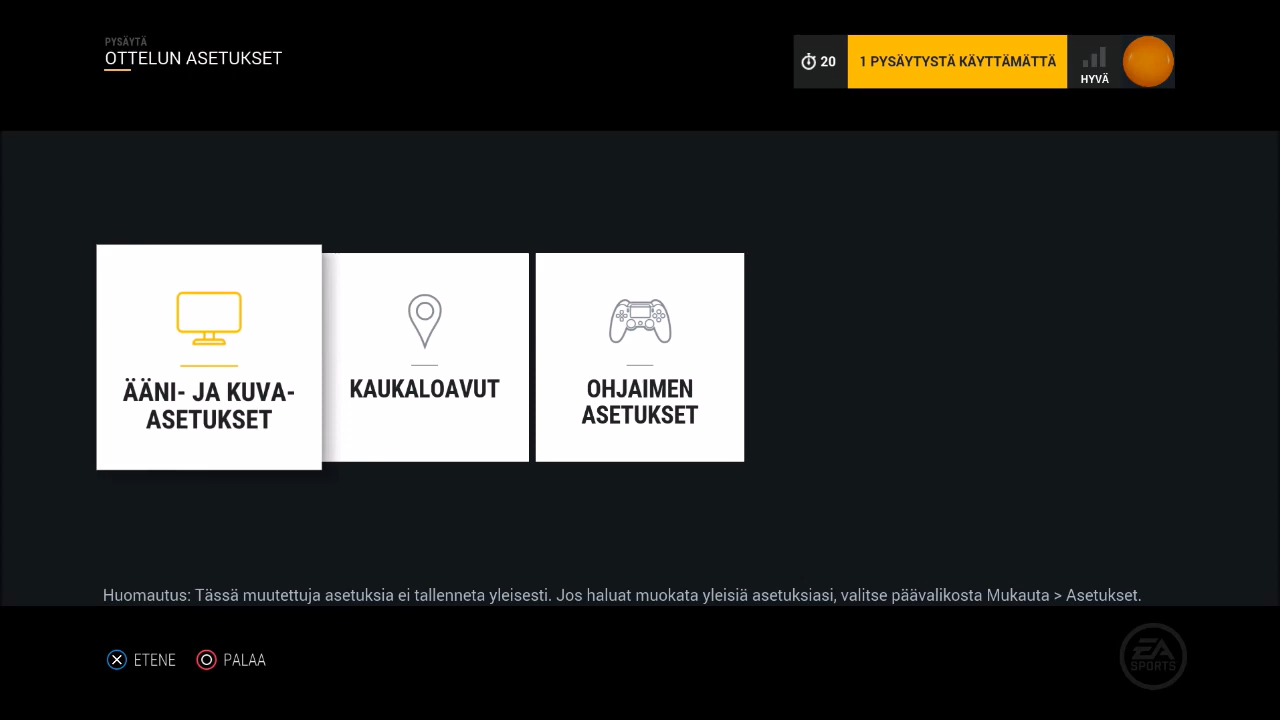 PYSÄYTÄ
OTTELUN ASETUKSET
20
1 PYSÄYTYSTÄ KÄYTTÄMÄTTÄ
HYVÄ
ÄÄNI- JA KUVA-
ASETUKSET
KAUKALOAVUT
OHJAIMEN
ASETUKSET
Huomautus: Tässä muutettuja asetuksia ei tallenneta yleisesti. Jos haluat muokata yleisiä asetuksiasi, valitse päävalikosta Mukauta > Asetukset.
ETENE
PALAA
EA
SPORTS